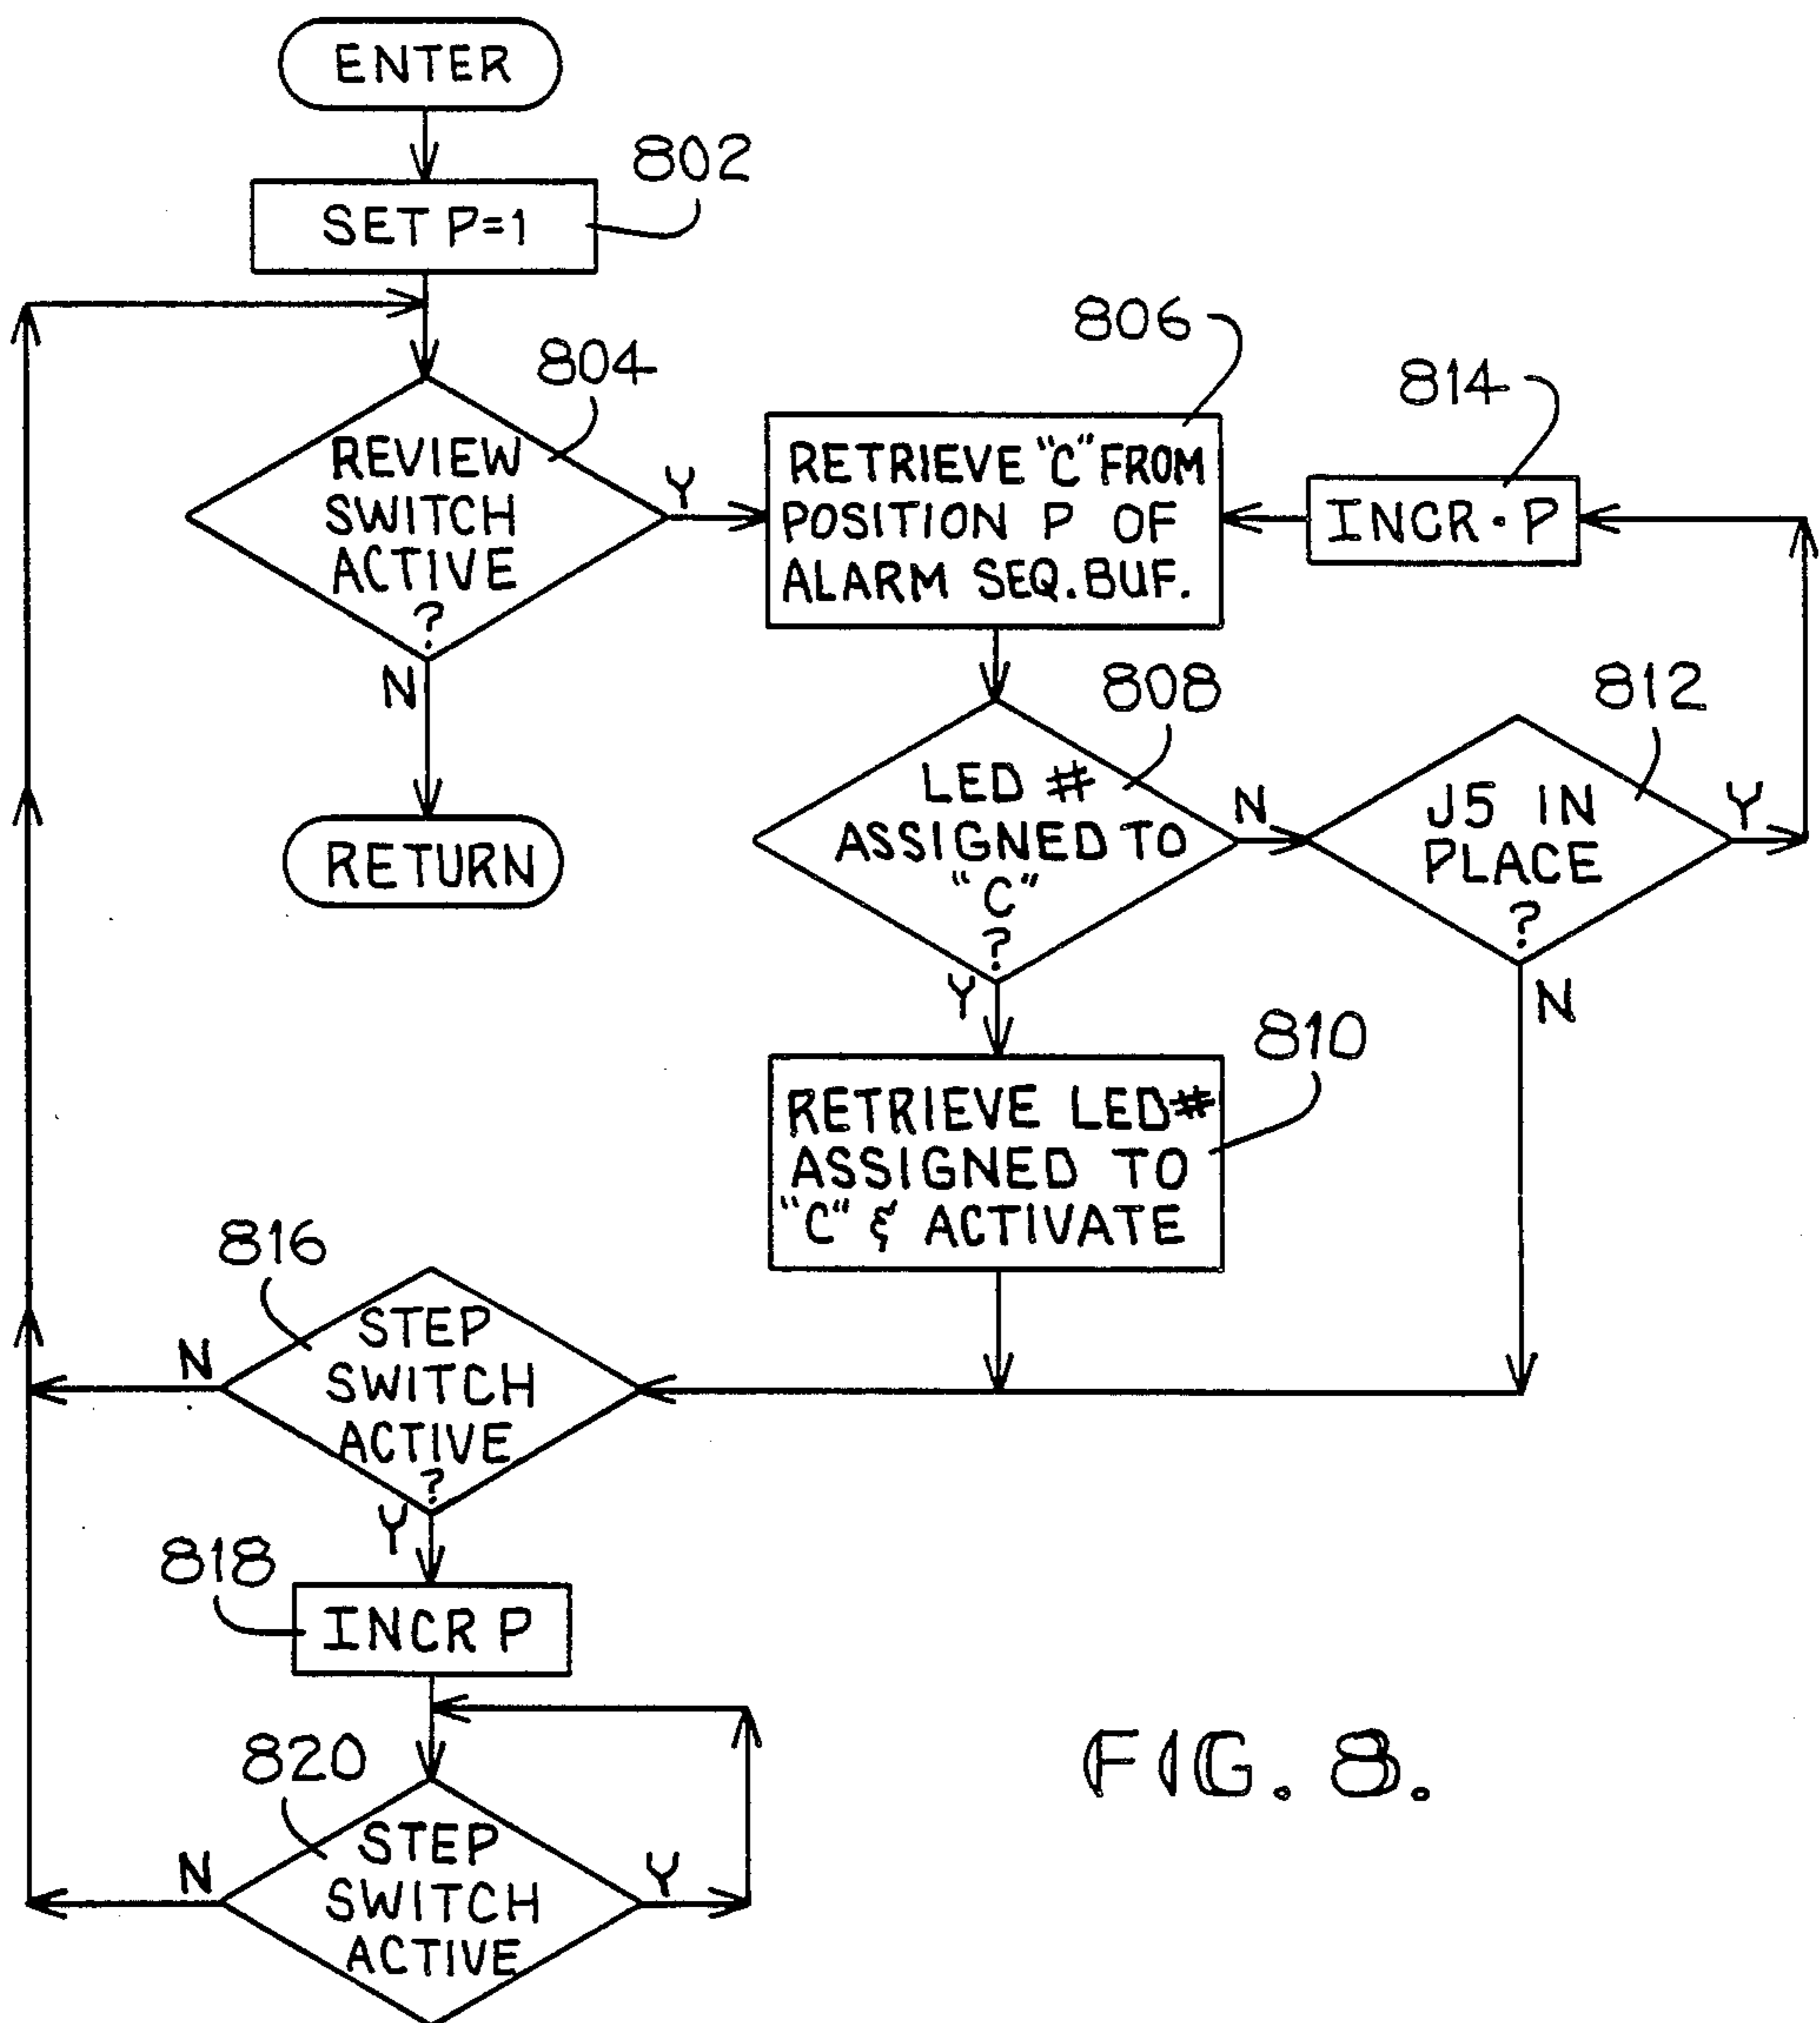 ENTER
802
SET P=1
804
REVIEW
SWITCH
ACTIVE
?
Y
N
RETURN
806
RETRIEVE "C" FROM
POSITION P OF
ALARM SEQ. BUF.
814
INCR. P
808
LED #
ASSIGNED TO
"C"
?
N
Y
812
J5 IN
PLACE
?
Y
N
810
RETRIEVE LED#
ASSIGNED TO
"C" & ACTIVATE
816
STEP
SWITCH
ACTIVE
?
N
Y
818
INCR P
820
STEP
SWITCH
ACTIVE
N
Y
FIG. 8.